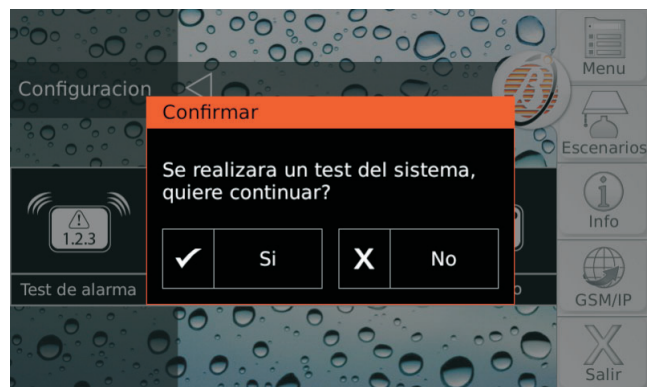 Menu
Configuracion
Confirmar
Escenarios
Se realizara un test del sistema,
quiere continuar?
Info
1.2.3
Si
X
No
Test de alarma
o
GSM/IP
Salir